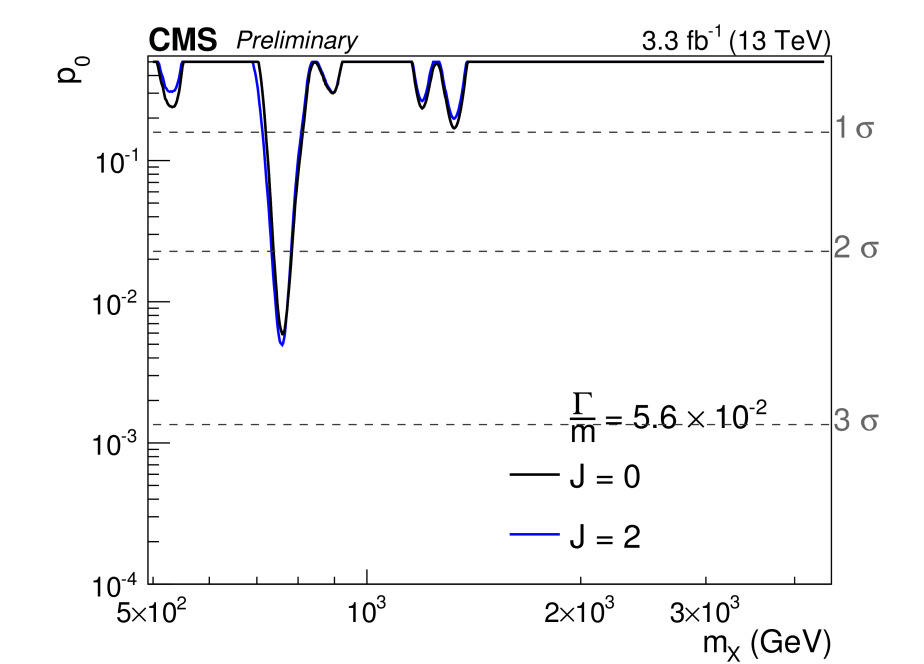 CMS Preliminary 3.3 fb⁻¹ (13 TeV)
p₀
1 σ
10⁻¹
2 σ
10⁻²
Γ/m = 5.6 × 10⁻²
3 σ
10⁻³
J = 0
J = 2
10⁻⁴
5×10² 10³ 2×10³ 3×10³
m_X (GeV)